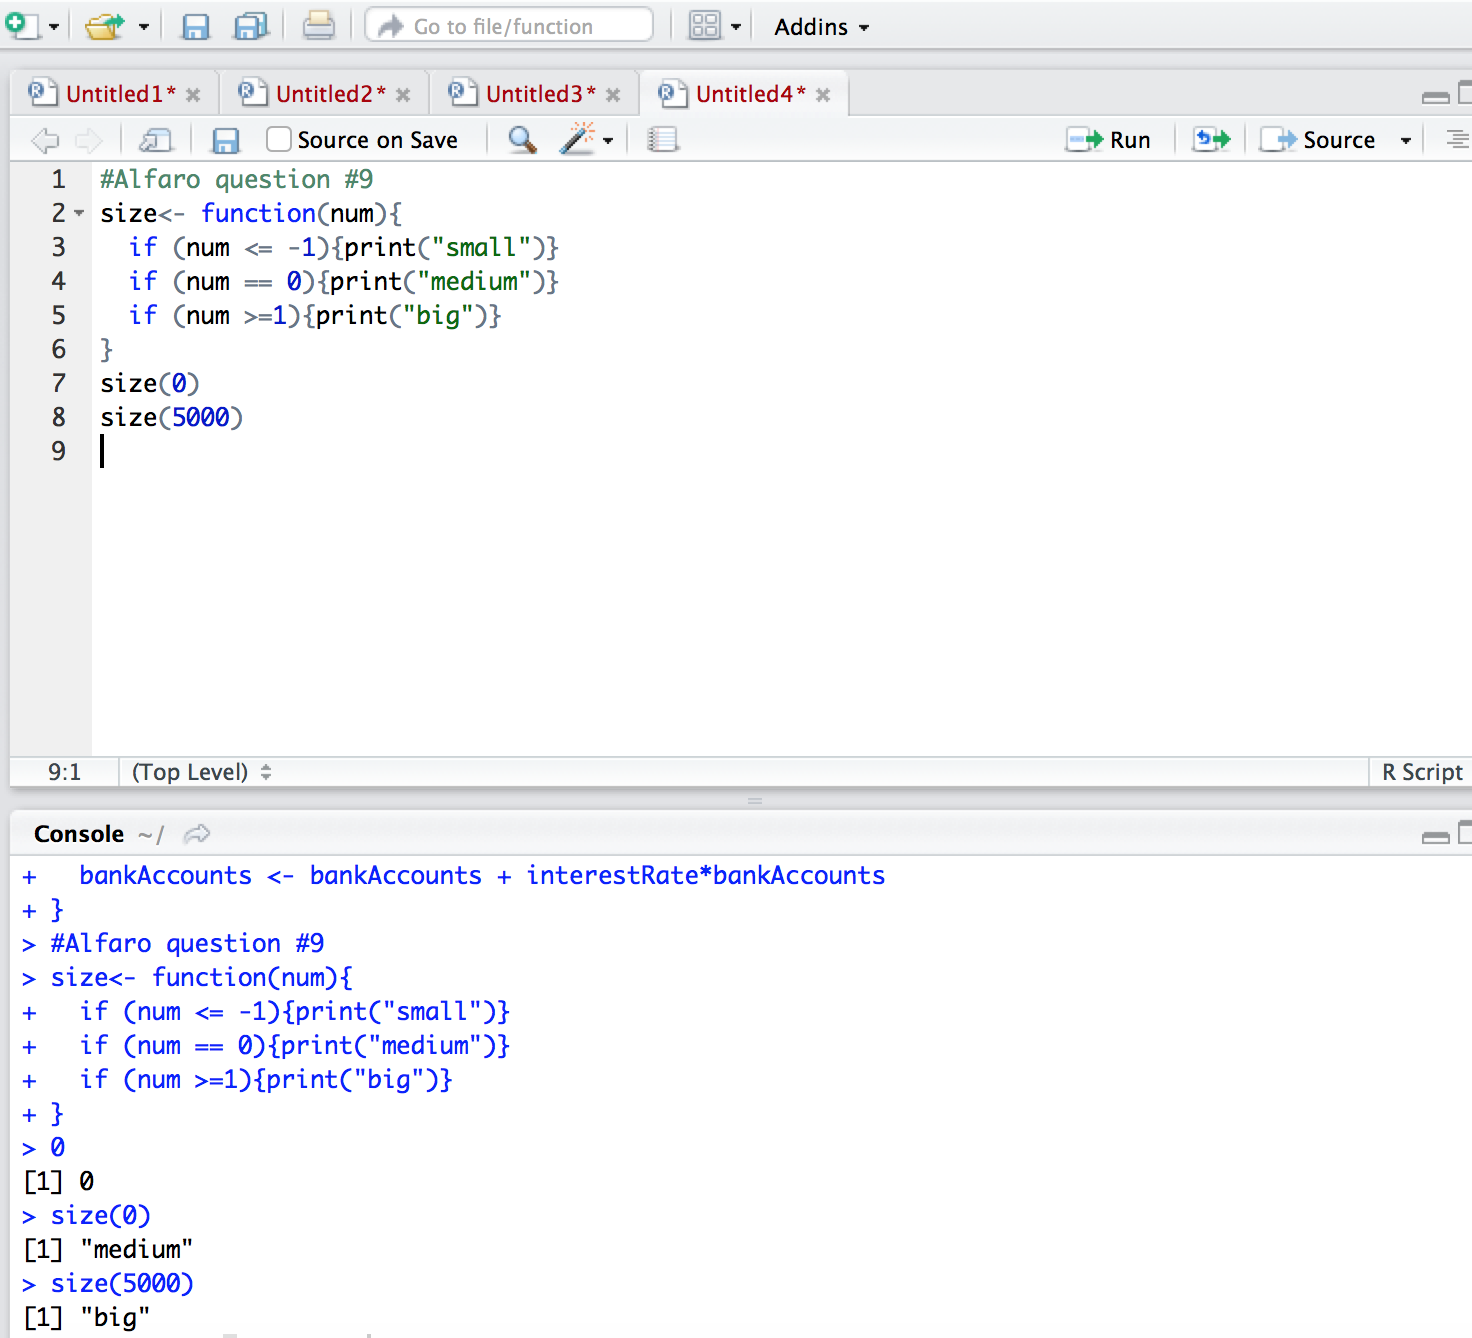 Go to file/function
Addins
Untitled1*
Untitled2*
Untitled3*
Untitled4*
Source on Save
Run
Source
1 #Alfaro question #9
2 size<- function(num){
3   if (num <= -1){print("small")}
4   if (num == 0){print("medium")}
5   if (num >=1){print("big")}
6 }
7 size(0)
8 size(5000)
9
9:1 (Top Level) R Script
Console ~/
+   bankAccounts <- bankAccounts + interestRate*bankAccounts
+ }
> #Alfaro question #9
> size<- function(num){
+   if (num <= -1){print("small")}
+   if (num == 0){print("medium")}
+   if (num >=1){print("big")}
+ }
> 0
[1] 0
> size(0)
[1] "medium"
> size(5000)
[1] "big"